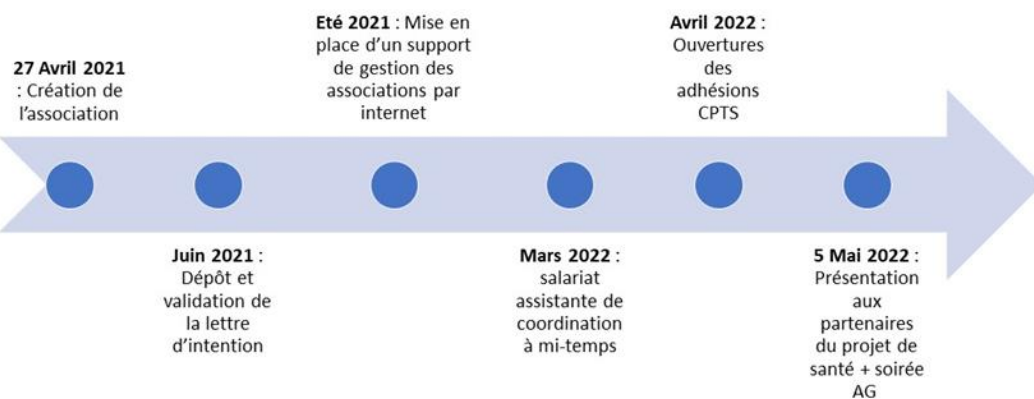 27 Avril 2021
: Création de
l’association
Juin 2021 :
Dépôt et
validation de
la lettre
d’intention
Eté 2021 : Mise en
place d’un support
de gestion des
associations par
internet
Mars 2022 :
salariat
assistante de
coordination
à mi-temps
Avril 2022 :
Ouvertures
des
adhésions
CPTS
5 Mai 2022 :
Présentation
aux
partenaires
du projet de
santé + soirée
AG